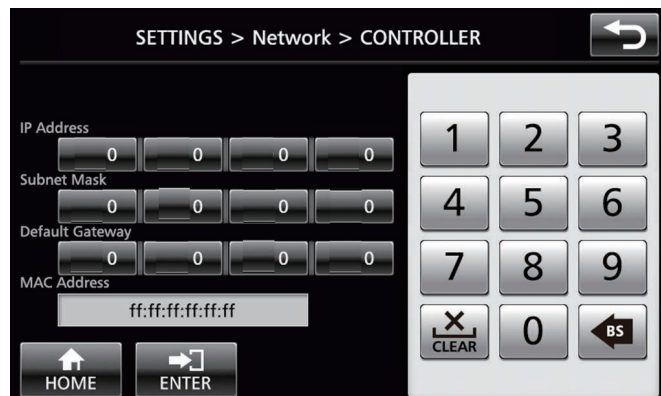 SETTINGS > Network > CONTROLLER
IP Address
0 0 0 0
Subnet Mask
0 0 0 0
Default Gateway
0 0 0 0
MAC Address
ff:ff:ff:ff:ff:ff
HOME ENTER
1 2 3
4 5 6
7 8 9
CLEAR 0 BS